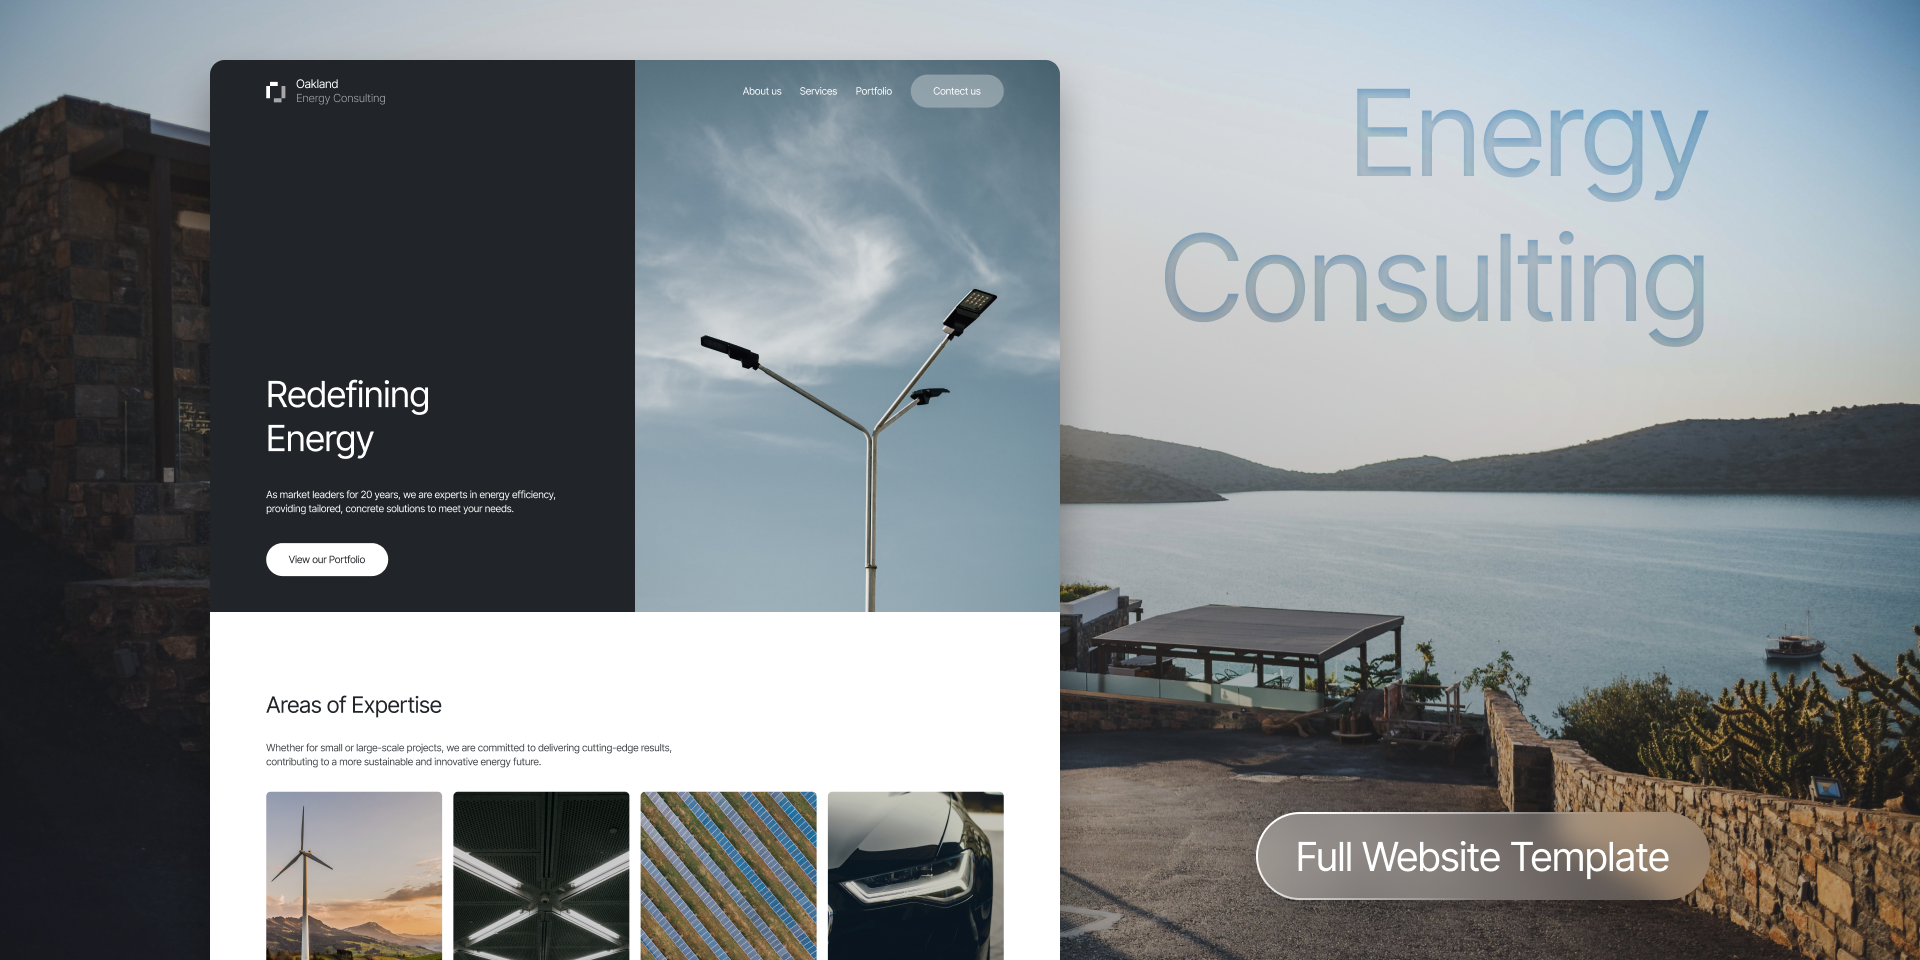 Oakland
Energy Consulting
About us
Services
Portfolio
Contact us
Redefining
Energy
As market leaders for 20 years, we are experts in energy efficiency,
providing tailored, concrete solutions to meet your needs.
View our Portfolio
Areas of Expertise
Whether for small or large-scale projects, we are committed to delivering cutting-edge results,
contributing to a more sustainable and innovative energy future.
Energy
Consulting
Full Website Template